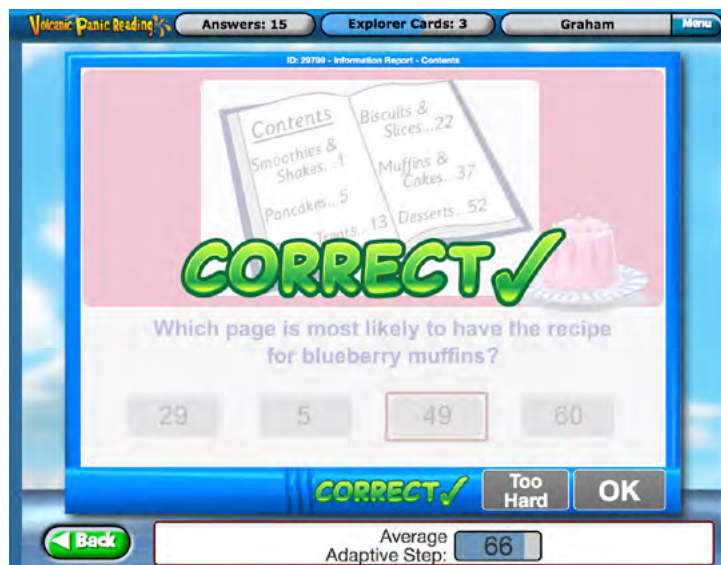 Volcanic Panic Reading
Answers: 15
Explorer Cards: 3
Graham
Menu
ID: 29799 - Information Report - Contents
Contents
Smoothies &
Shakes...1
Pancakes...5
Treats...13
Biscuits &
Slices...22
Muffins &
Cakes...37
Desserts...52
CORRECT
Which page is most likely to have the recipe
for blueberry muffins?
29
5
49
60
CORRECT
Too
Hard
OK
Back
Average
Adaptive Step:
66